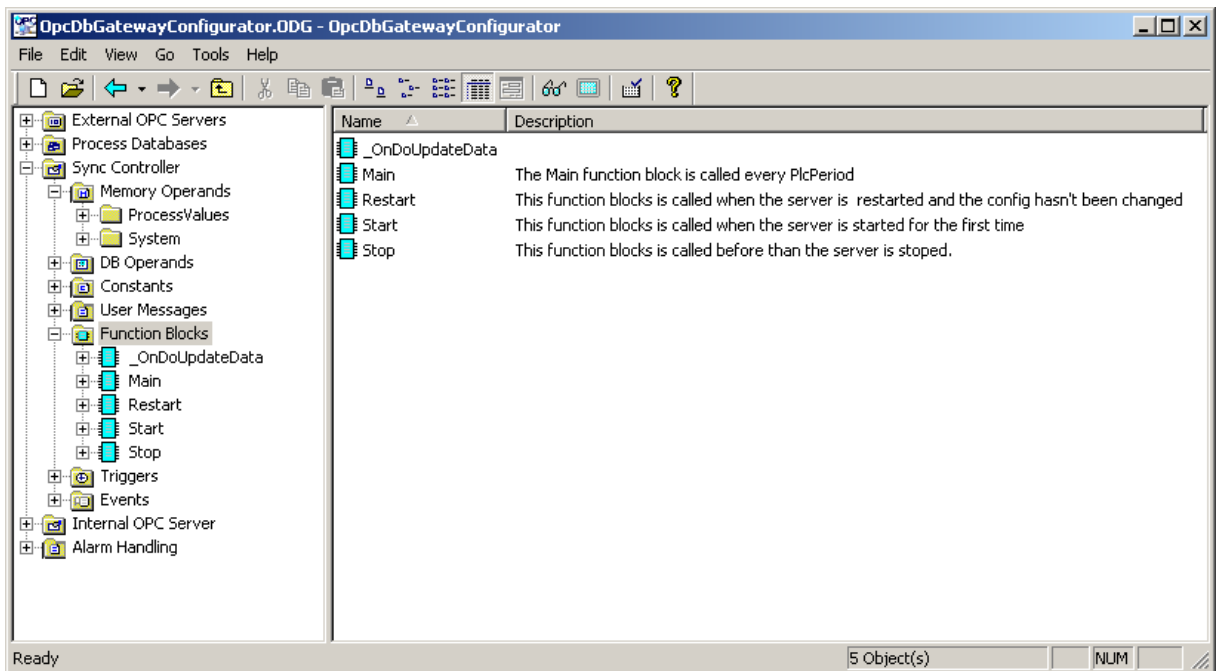 OpcDbGatewayConfigurator.ODG - OpcDbGatewayConfigurator
File Edit View Go Tools Help
External OPC Servers
Process Databases
Sync Controller
Memory Operands
ProcessValues
System
DB Operands
Constants
User Messages
Function Blocks
_OnDoUpdateData
Main
Restart
Start
Stop
Triggers
Events
Internal OPC Server
Alarm Handling
Name Description
_OnDoUpdateData
Main The Main function block is called every PlcPeriod
Restart This function blocks is called when the server is restarted and the config hasn't been changed
Start This function blocks is called when the server is started for the first time
Stop This function blocks is called before than the server is stoped.
Ready 5 Object(s) NUM